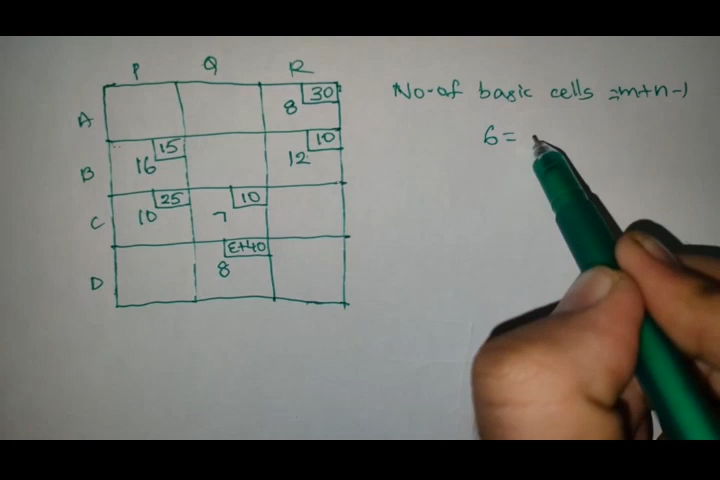 P Q R
No-of basic cells =m+n-1
A 30 8
6=
B 15 16 10 12
C 25 10 10 7
D ε+40 8